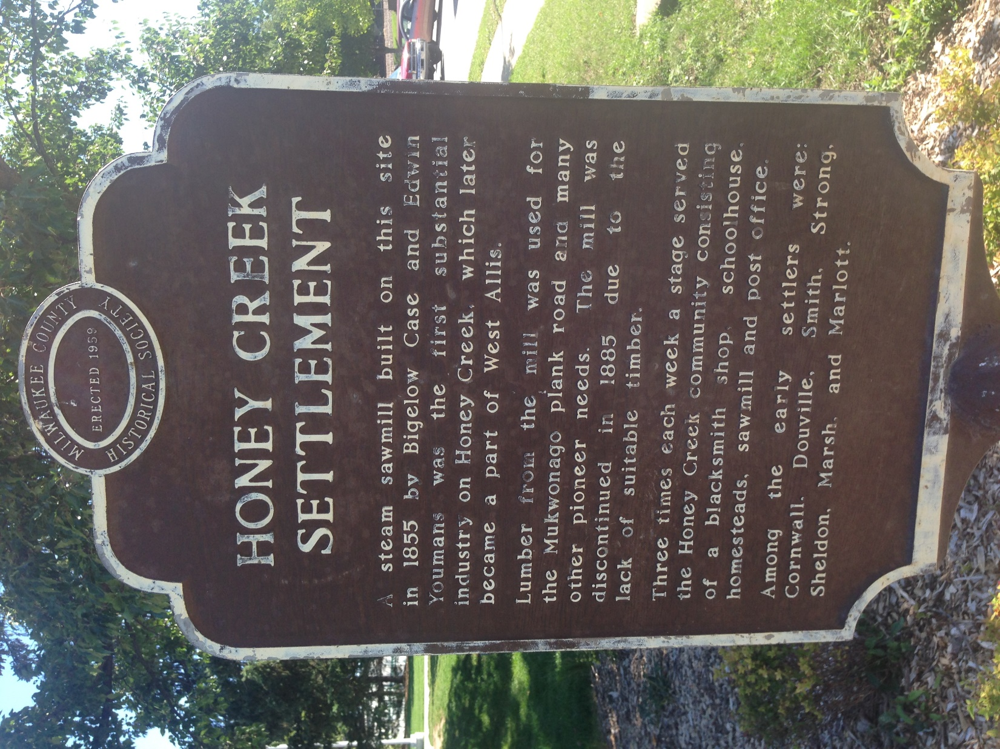 MILWAUKEE COUNTY
HISTORICAL SOCIETY
ERECTED 1959
HONEY CREEK
SETTLEMENT
A steam sawmill built on this site
in 1855 by Bigelow Case and Edwin
Youmans was the first substantial
industry on Honey Creek, which later
became a part of West Allis.
Lumber from the mill was used for
the Mukwonago plank road and many
other pioneer needs. The mill was
discontinued in 1885 due to the
lack of suitable timber.
Three times each week a stage served
the Honey Creek community consisting
of a blacksmith shop, schoolhouse,
homesteads, sawmill and post office.
Among the early settlers were:
Cornwall, Douville, Smith, Strong,
Sheldon, Marsh, and Marlott.